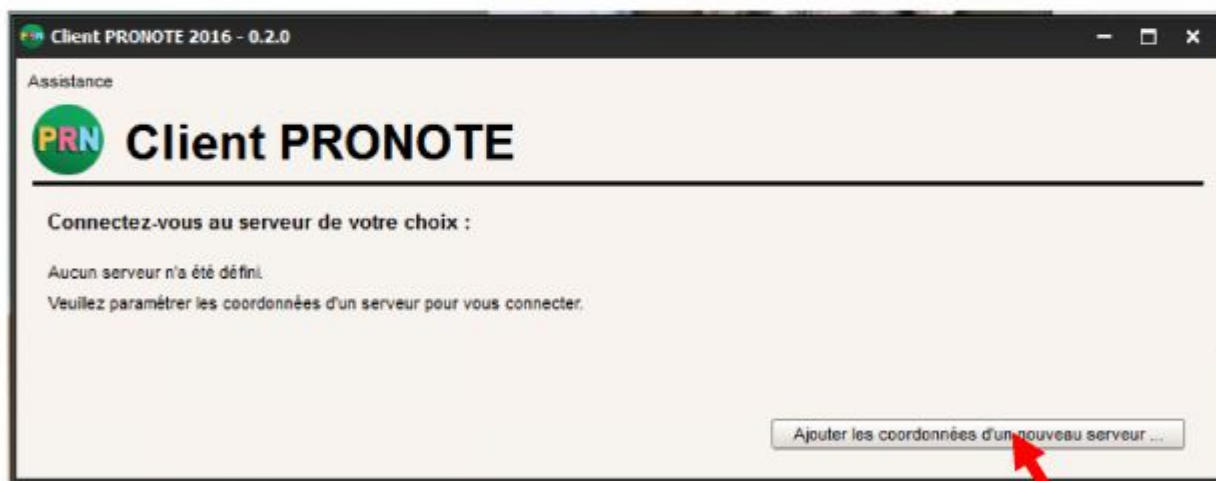 Client PRONOTE 2016 - 0.2.0
Assistance
PRN Client PRONOTE
Connectez-vous au serveur de votre choix :
Aucun serveur n'a été défini.
Veuillez paramétrer les coordonnées d'un serveur pour vous connecter.
Ajouter les coordonnées d'un nouveau serveur ...